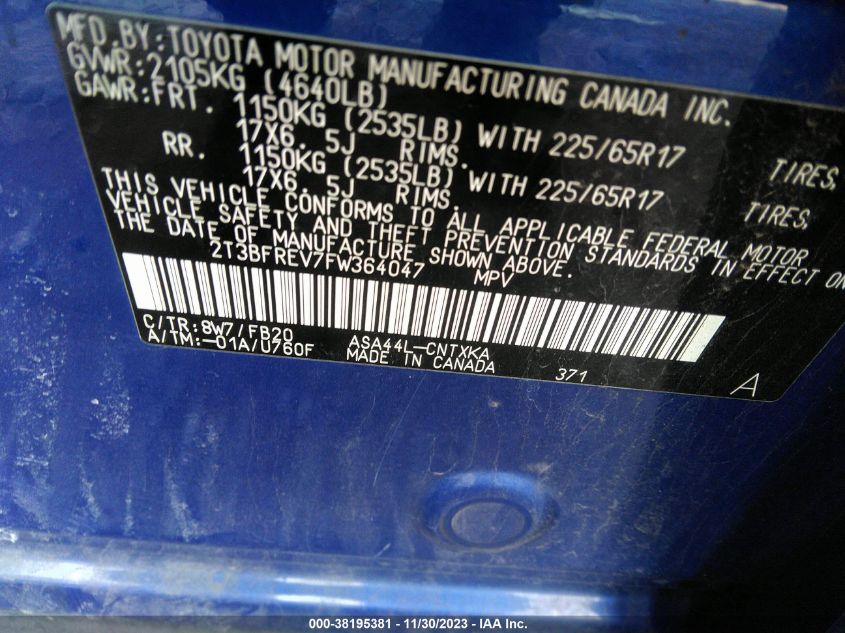 MFD.BY:TOYOTA MOTOR MANUFACTURING CANADA INC.
GVWR:2105KG (4640LB)
GAWR:FRT. 1150KG (2535LB) WITH 225/65R17 TIRES,
17X6. 5J RIMS.
RR. 1150KG (2535LB) WITH 225/65R17 TIRES,
17X6. 5J RIMS.
THIS VEHICLE CONFORMS TO ALL APPLICABLE FEDERAL MOTOR
VEHICLE SAFETY AND THEFT PREVENTION STANDARDS IN EFFECT ON
THE DATE OF MANUFACTURE SHOWN ABOVE.
2T3BFREV7FW364047 MPV
C/TR:8W7/FB20 ASA44L-CNTXKA
A/TM:-01A/U760F MADE IN CANADA
371 A
000-38195381 - 11/30/2023 - IAA Inc.